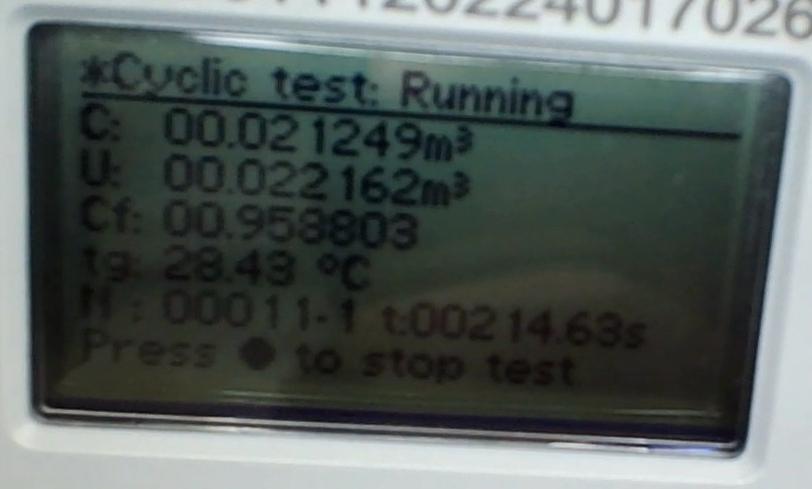 *Cyclic test: Running
C: 00.021249m³
U: 00.022162m³
Cf: 00.958803
tg: 28.43 °C
N : 00011-1 t:00214.63s
Press ● to stop test